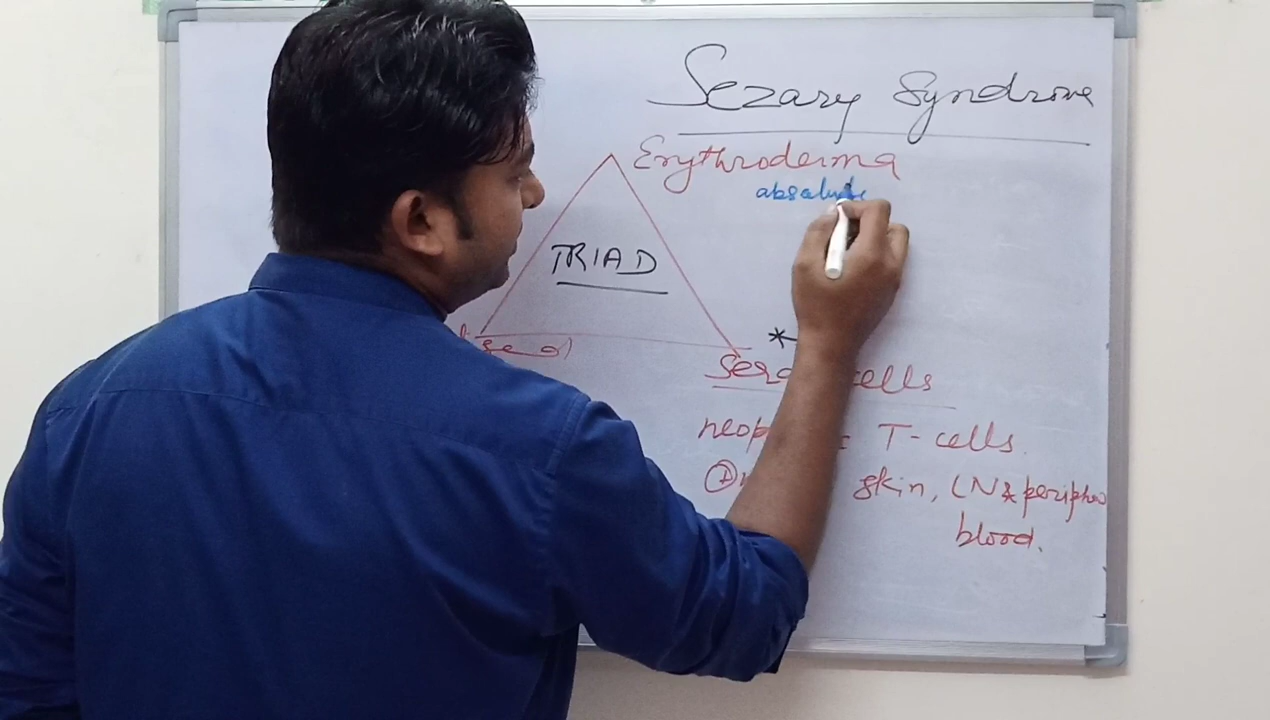 Sezary Syndrome
Erythroderma
absolute
TRIAD
*
cells
T-cells.
skin, LN & periphe
blood.